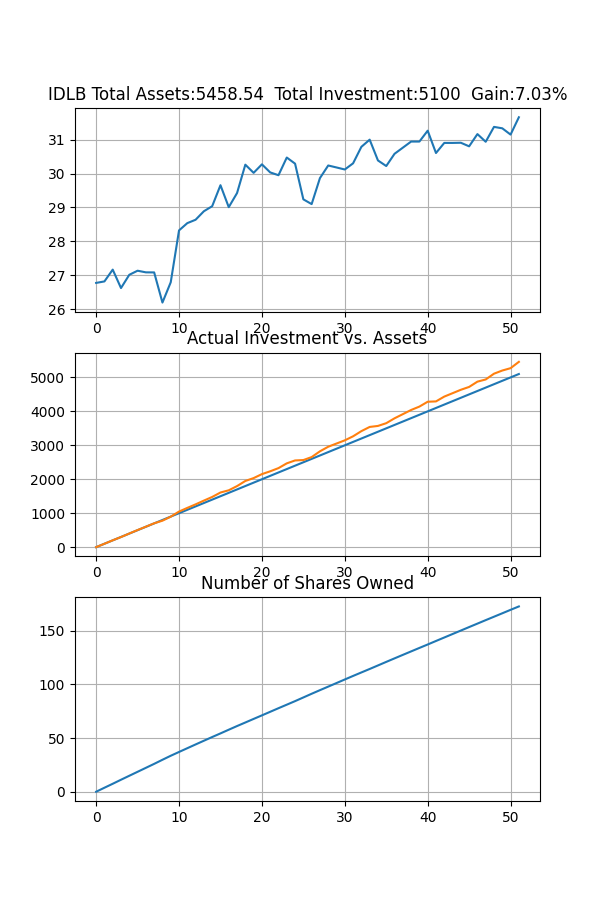 IDLB Total Assets:5458.54  Total Investment:5100  Gain:7.03%
31
30
29
28
27
26
0 10 20 30 40 50
Actual Investment vs. Assets
5000
4000
3000
2000
1000
0
0 10 20 30 40 50
Number of Shares Owned
150
100
50
0
0 10 20 30 40 50